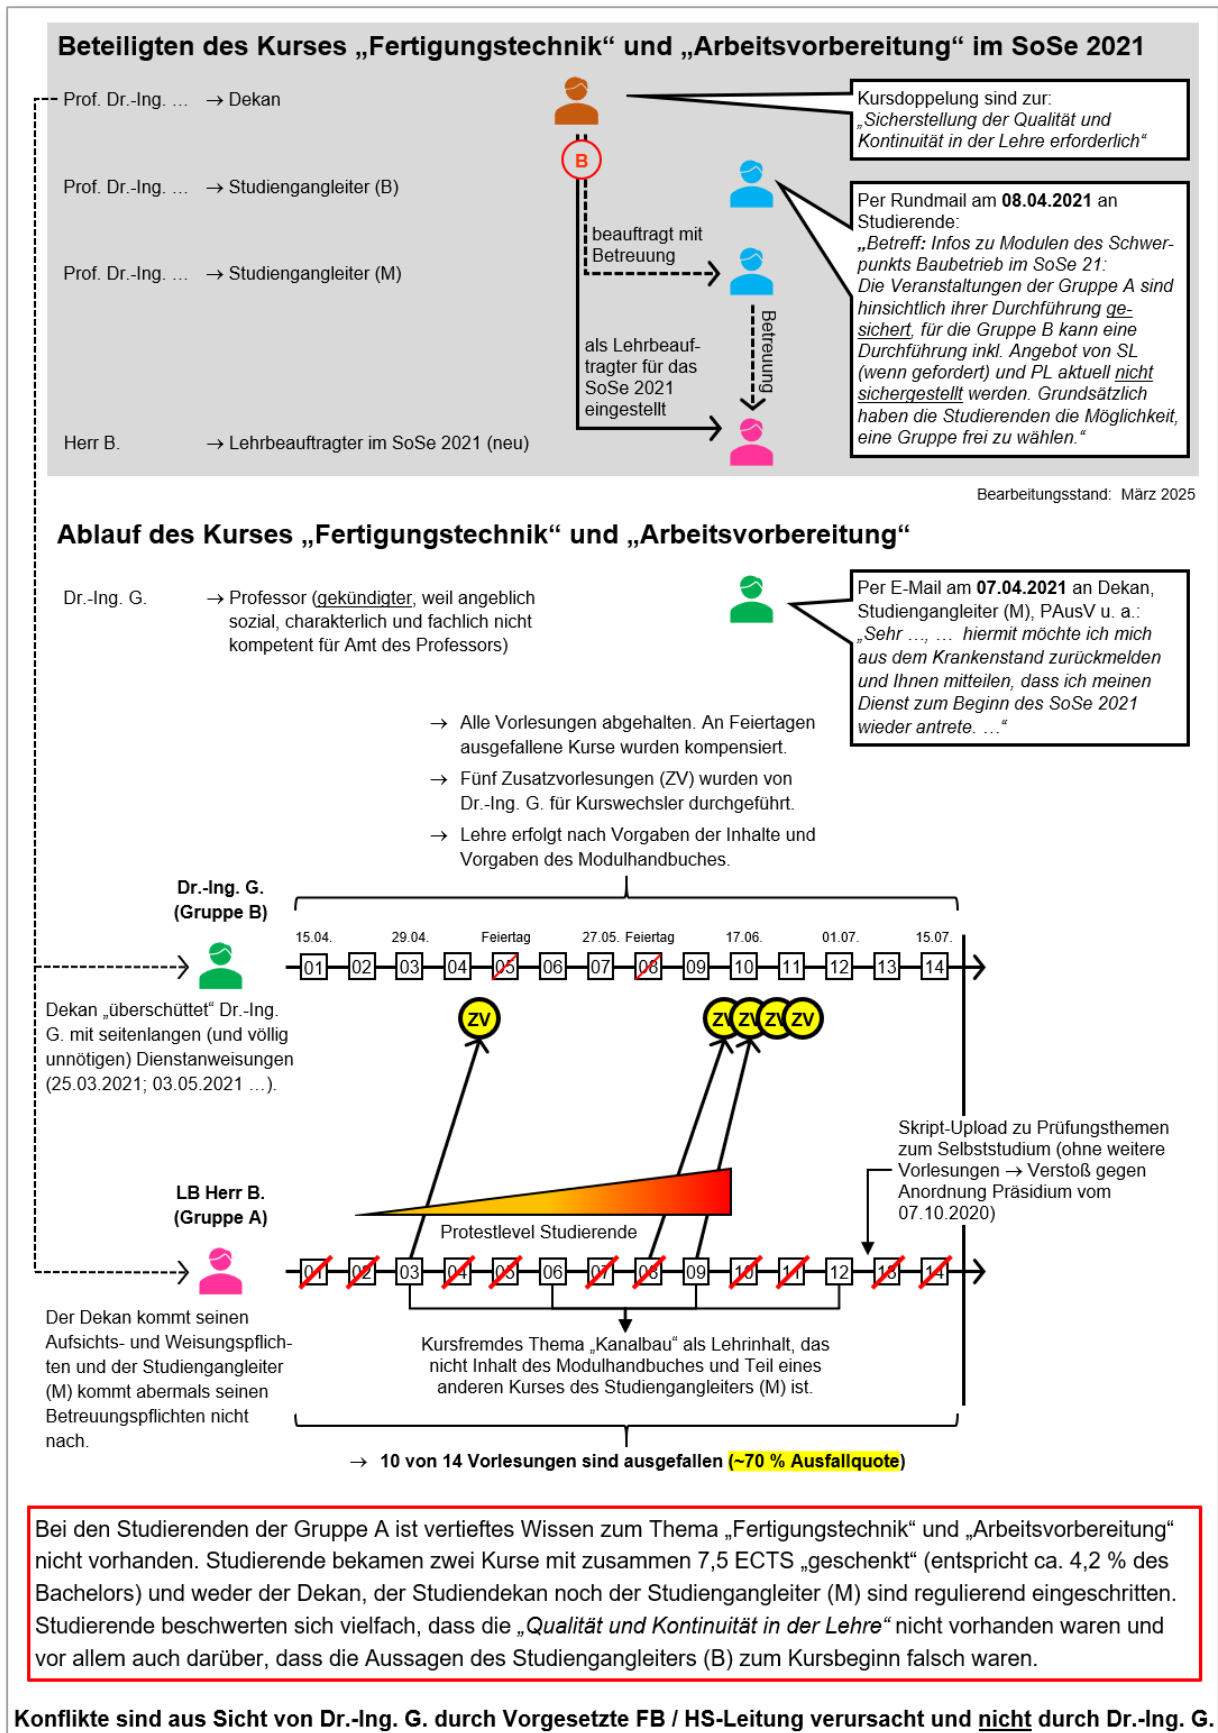 Beteiligten des Kurses „Fertigungstechnik“ und „Arbeitsvorbereitung“ im SoSe 2021
Prof. Dr.-Ing. … → Dekan
Kursdoppelung sind zur:
„Sicherstellung der Qualität und
Kontinuität in der Lehre erforderlich“
B
Prof. Dr.-Ing. … → Studiengangleiter (B)
Per Rundmail am 08.04.2021 an
Studierende:
„Betreff: Infos zu Modulen des Schwer-
punkts Baubetrieb im SoSe 21:
Die Veranstaltungen der Gruppe A sind
hinsichtlich ihrer Durchführung ge-
sichert, für die Gruppe B kann eine
Durchführung inkl. Angebot von SL
(wenn gefordert) und PL aktuell nicht
sichergestellt werden. Grundsätzlich
haben die Studierenden die Möglichkeit,
eine Gruppe frei zu wählen.“
beauftragt mit
Betreuung
Prof. Dr.-Ing. … → Studiengangleiter (M)
Betreuung
als Lehrbeauf-
tragter für das
SoSe 2021
eingestellt
Herr B. → Lehrbeauftragter im SoSe 2021 (neu)
Bearbeitungsstand: März 2025
Ablauf des Kurses „Fertigungstechnik“ und „Arbeitsvorbereitung“
Dr.-Ing. G. → Professor (gekündigter, weil angeblich
sozial, charakterlich und fachlich nicht
kompetent für Amt des Professors)
Per E-Mail am 07.04.2021 an Dekan,
Studiengangleiter (M), PAusV u. a.:
„Sehr …, … hiermit möchte ich mich
aus dem Krankenstand zurückmelden
und Ihnen mitteilen, dass ich meinen
Dienst zum Beginn des SoSe 2021
wieder antrete. …“
→ Alle Vorlesungen abgehalten. An Feiertagen
ausgefallene Kurse wurden kompensiert.
→ Fünf Zusatzvorlesungen (ZV) wurden von
Dr.-Ing. G. für Kurswechsler durchgeführt.
→ Lehre erfolgt nach Vorgaben der Inhalte und
Vorgaben des Modulhandbuches.
Dr.-Ing. G.
(Gruppe B)
15.04. 29.04. Feiertag 27.05. Feiertag 17.06. 01.07. 15.07.
01 02 03 04 05 06 07 08 09 10 11 12 13 14
Dekan „überschüttet“ Dr.-Ing.
G. mit seitenlangen (und völlig
unnötigen) Dienstanweisungen
(25.03.2021; 03.05.2021 …).
ZV ZV ZV ZV ZV
Skript-Upload zu Prüfungsthemen
zum Selbststudium (ohne weitere
Vorlesungen → Verstoß gegen
Anordnung Präsidium vom
07.10.2020)
LB Herr B.
(Gruppe A)
Protestlevel Studierende
01 02 03 04 05 06 07 08 09 10 11 12 13 14
Der Dekan kommt seinen
Aufsichts- und Weisungspflich-
ten und der Studiengangleiter
(M) kommt abermals seinen
Betreuungspflichten nicht
nach.
Kursfremdes Thema „Kanalbau“ als Lehrinhalt, das
nicht Inhalt des Modulhandbuches und Teil eines
anderen Kurses des Studiengangleiters (M) ist.
→ 10 von 14 Vorlesungen sind ausgefallen (~70 % Ausfallquote)
Bei den Studierenden der Gruppe A ist vertieftes Wissen zum Thema „Fertigungstechnik“ und „Arbeitsvorbereitung“
nicht vorhanden. Studierende bekamen zwei Kurse mit zusammen 7,5 ECTS „geschenkt“ (entspricht ca. 4,2 % des
Bachelors) und weder der Dekan, der Studiendekan noch der Studiengangleiter (M) sind regulierend eingeschritten.
Studierende beschwerten sich vielfach, dass die „Qualität und Kontinuität in der Lehre“ nicht vorhanden waren und
vor allem auch darüber, dass die Aussagen des Studiengangleiters (B) zum Kursbeginn falsch waren.
Konflikte sind aus Sicht von Dr.-Ing. G. durch Vorgesetzte FB / HS-Leitung verursacht und nicht durch Dr.-Ing. G.